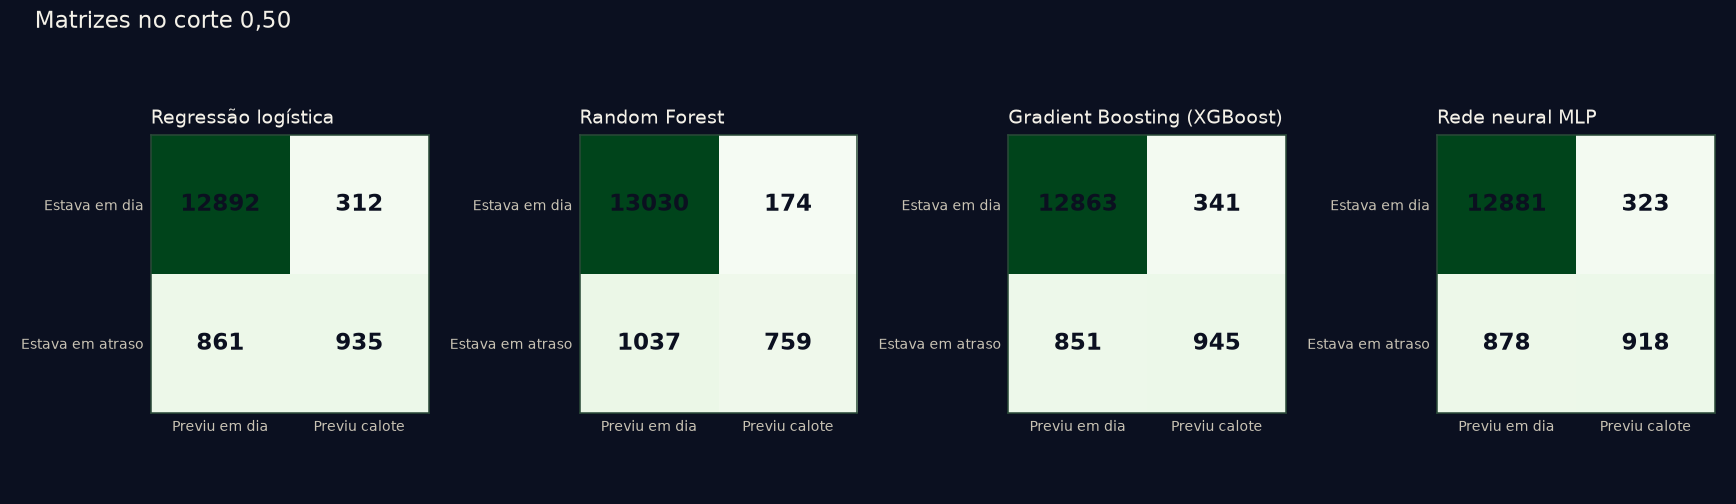 Matrizes no corte 0,50
Regressão logística
Estava em dia
12892
312
Estava em atraso
861
935
Previu em dia
Previu calote
Random Forest
Estava em dia
13030
174
Estava em atraso
1037
759
Previu em dia
Previu calote
Gradient Boosting (XGBoost)
Estava em dia
12863
341
Estava em atraso
851
945
Previu em dia
Previu calote
Rede neural MLP
Estava em dia
12881
323
Estava em atraso
878
918
Previu em dia
Previu calote